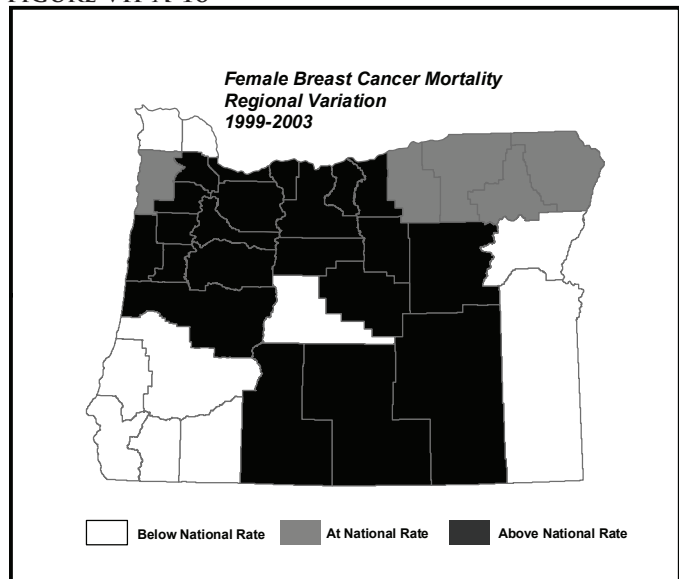 Female Breast Cancer Mortality
Regional Variation
1999-2003
Below National Rate
At National Rate
Above National Rate